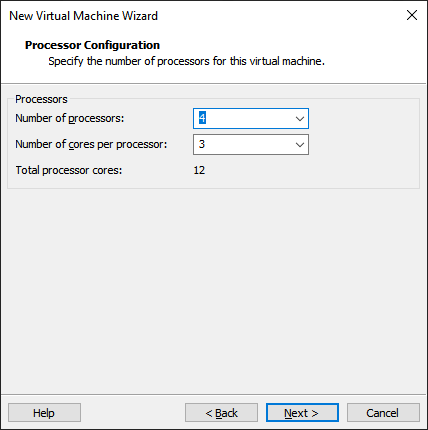 New Virtual Machine Wizard
Processor Configuration
Specify the number of processors for this virtual machine.
Processors
Number of processors: 4
Number of cores per processor: 3
Total processor cores: 12
Help < Back Next > Cancel